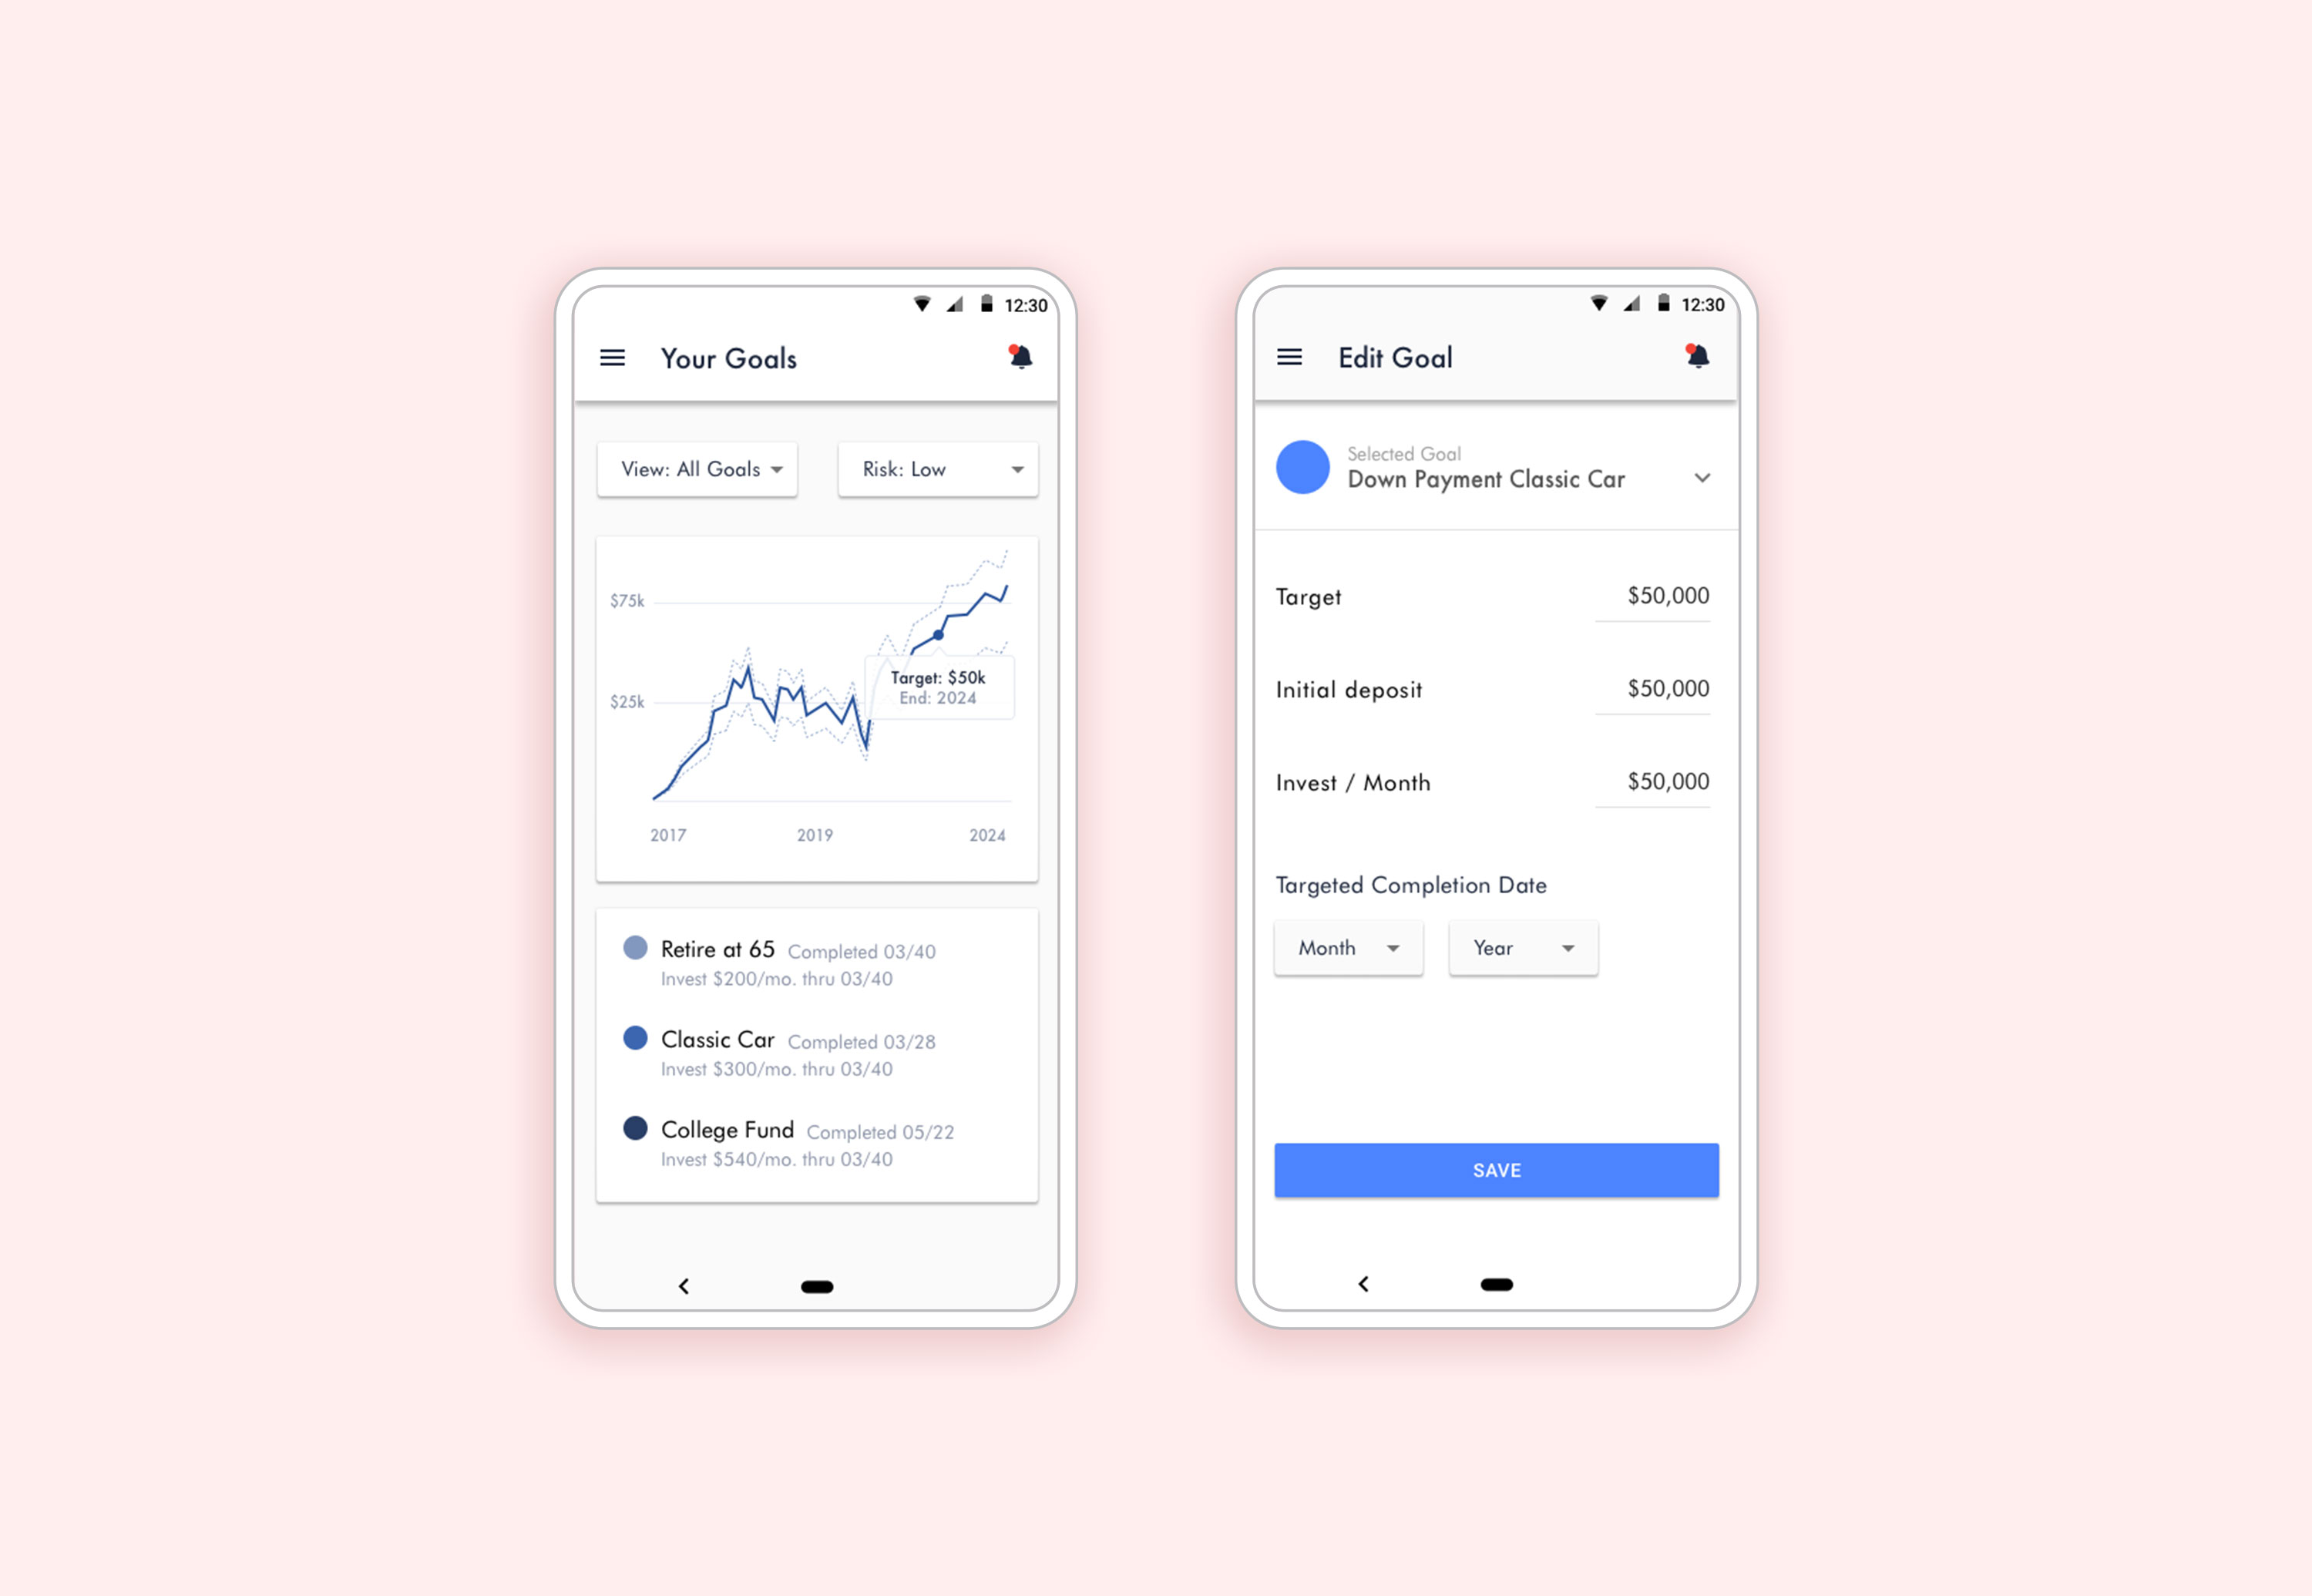 12:30
Your Goals
View: All Goals
Risk: Low
$75k
$25k
Target: $50k
End: 2024
2017 2019 2024
Retire at 65 Completed 03/40
Invest $200/mo. thru 03/40
Classic Car Completed 03/28
Invest $300/mo. thru 03/40
College Fund Completed 05/22
Invest $540/mo. thru 03/40
12:30
Edit Goal
Selected Goal
Down Payment Classic Car
Target $50,000
Initial deposit $50,000
Invest / Month $50,000
Targeted Completion Date
Month Year
SAVE